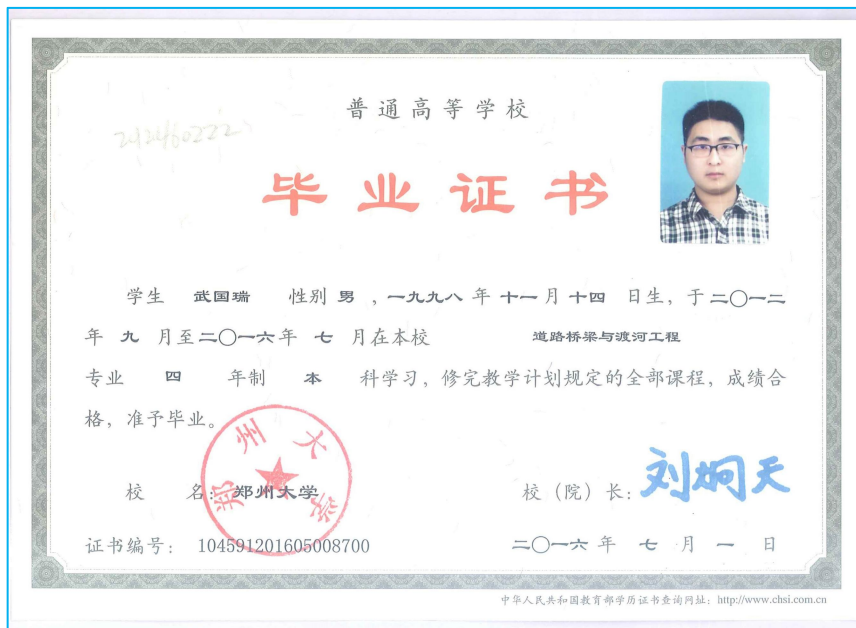 普通高等学校
242460222
毕业证书
学生 武国瑞 性别 男 ，一九九八 年 十一 月 十四 日生，于 二〇一二
年 九 月至 二〇一六 年 七 月在本校 道路桥梁与渡河工程
专业 四 年制 本 科学习，修完教学计划规定的全部课程，成绩合
格，准予毕业。
郑州大学
校 名：郑州大学 校（院）长：刘炯天
证书编号： 104591201605008700 二〇一六 年 七 月 一 日
中华人民共和国教育部学历证书查询网址：http://www.chsi.com.cn